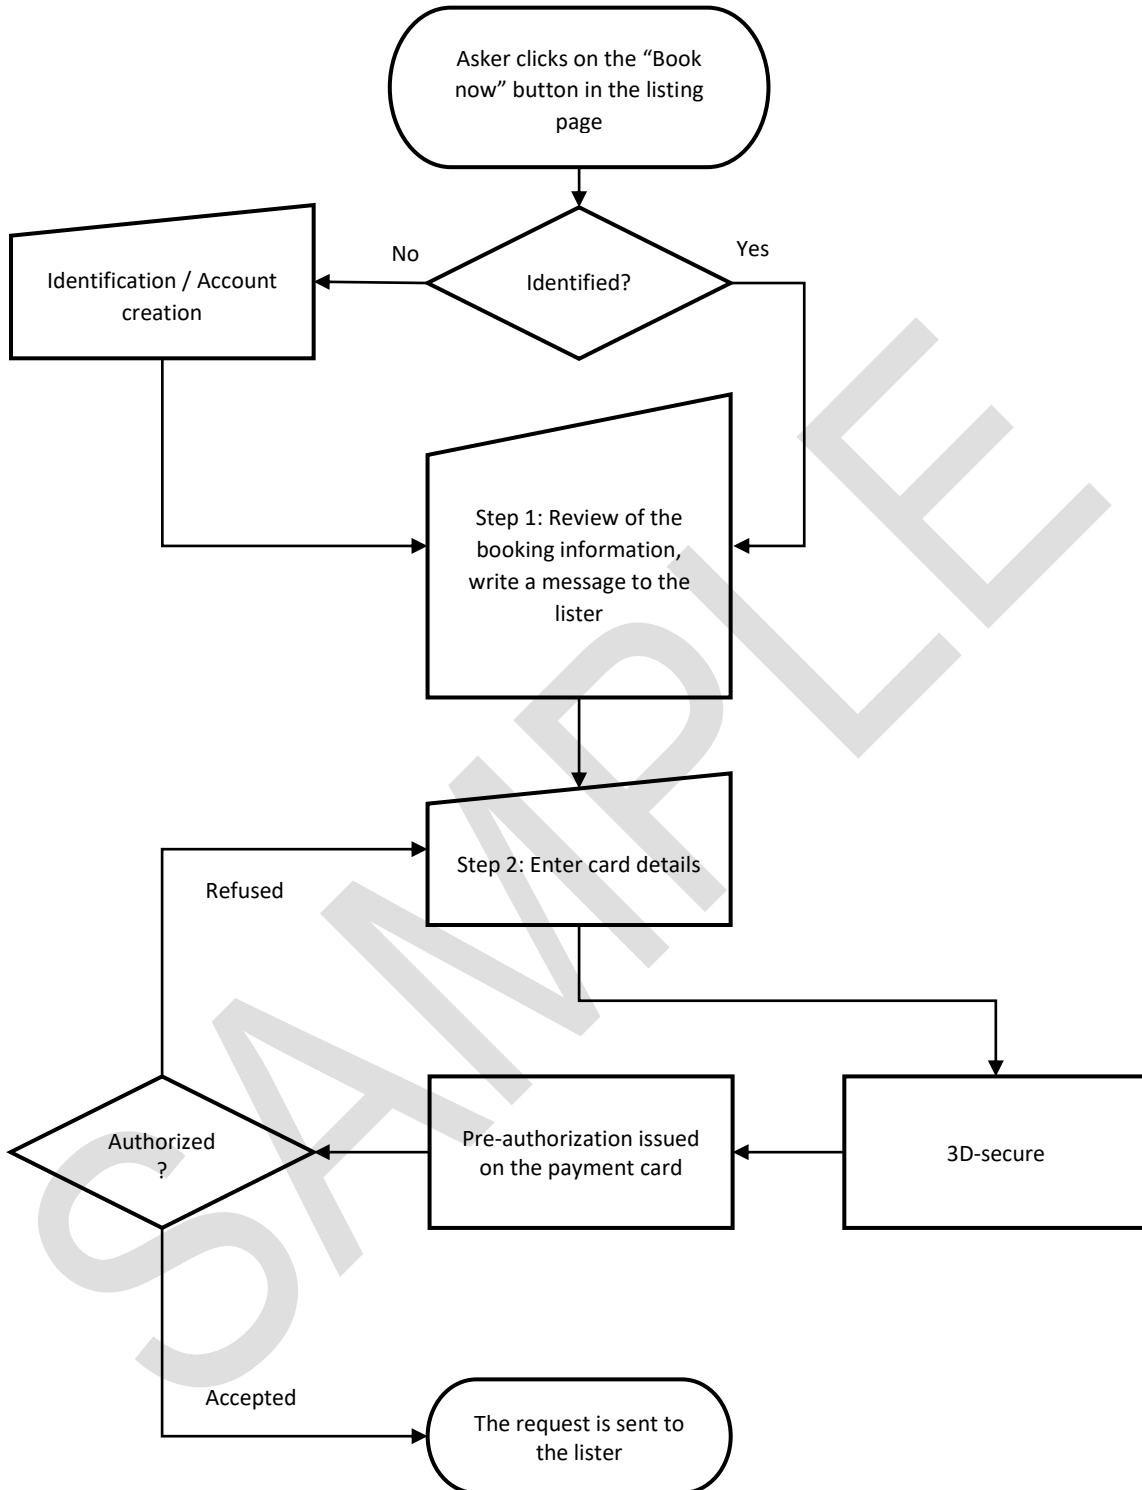 Asker clicks on the “Book
now” button in the listing
page
No
Yes
Identified?
Identification / Account
creation
Step 1: Review of the
booking information,
write a message to the
lister
Step 2: Enter card details
Refused
Authorized
?
Pre-authorization issued
on the payment card
3D-secure
Accepted
The request is sent to
the lister
SAMPLE